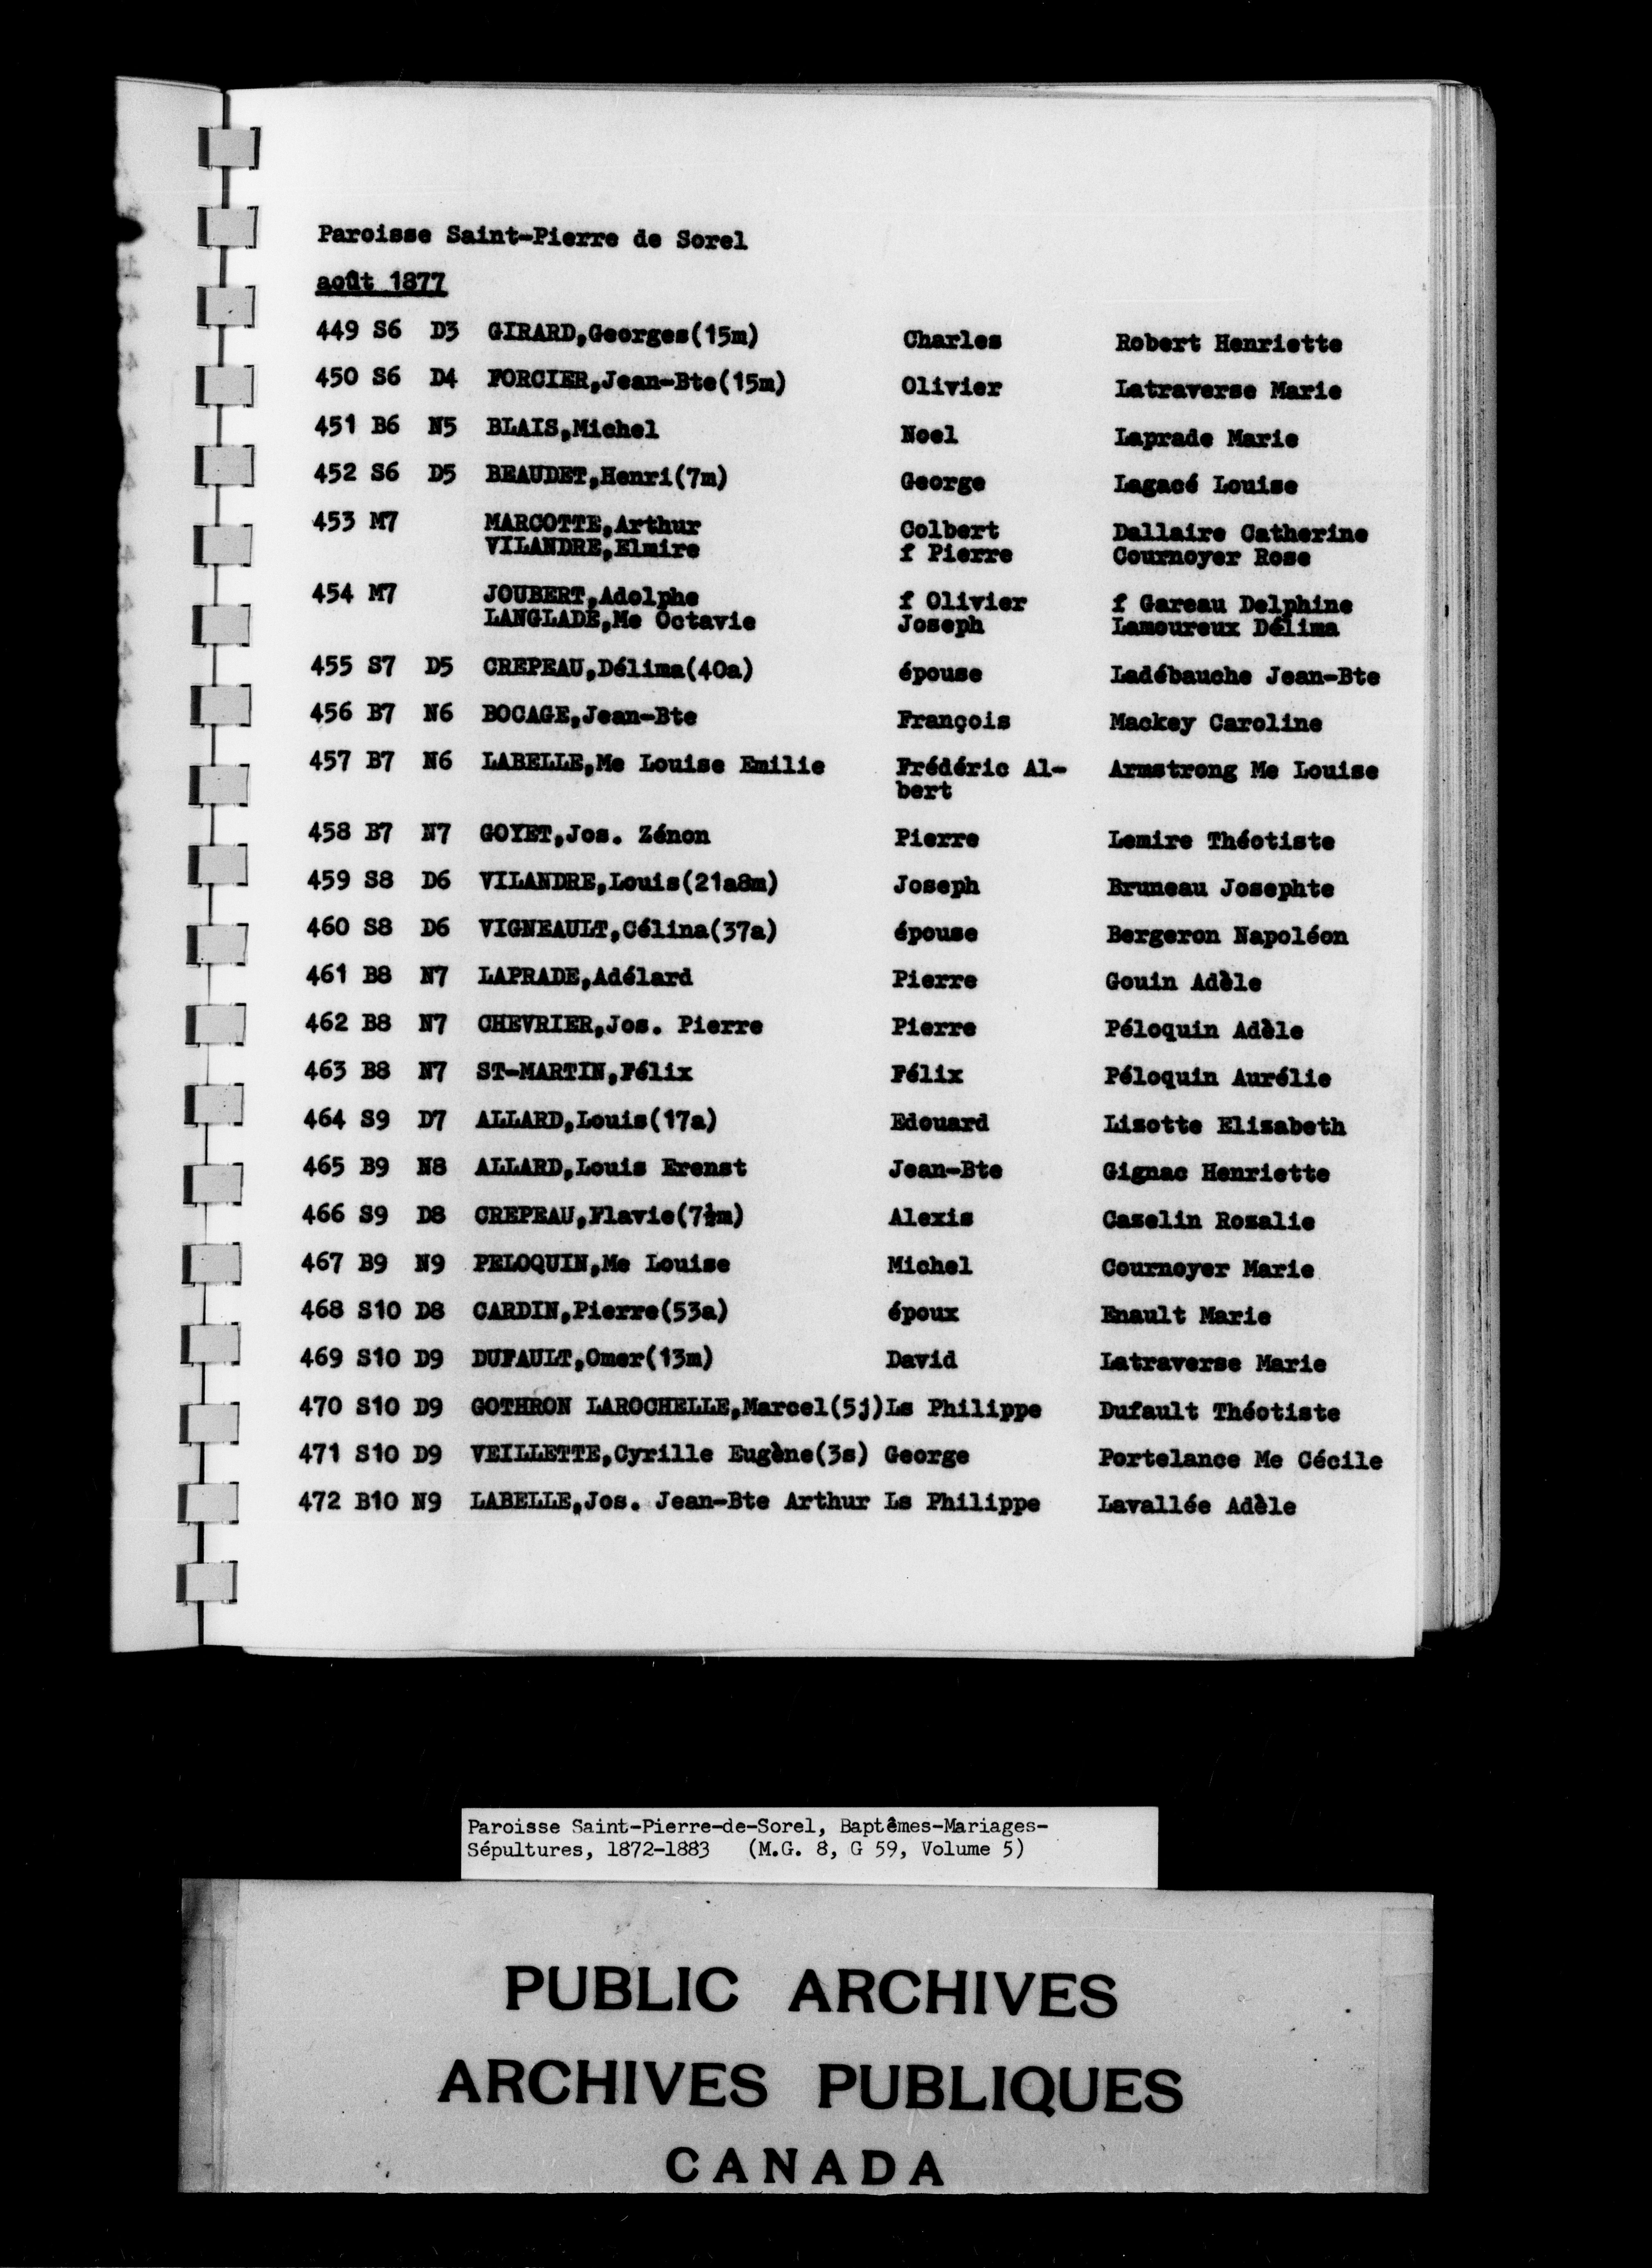 Paroisse Saint-Pierre de Sorel
août 1877
449 S6 D3 GIRARD,Georges(15m) Charles Robert Henriette
450 S6 D4 FORCIER,Jean-Bte(15m) Olivier Latraverse Marie
451 B6 N5 BLAIS,Michel Noel Laprade Marie
452 S6 D5 BEAUDET,Henri(7m) George Lagacé Louise
453 M7 MARCOTTE,Arthur Colbert Dallaire Catherine
VILANDRE,Elmire f Pierre Cournoyer Rose
454 M7 JOUBERT,Adolphe f Olivier f Gareau Delphine
LANGLADE,Me Octavie Joseph Lamoureux Délima
455 S7 D5 CREPEAU,Délima(40a) épouse Ladébauche Jean-Bte
456 B7 N6 BOCAGE,Jean-Bte François Mackey Caroline
457 B7 N6 LABELLE,Me Louise Emilie Frédéric Al- Armstrong Me Louise
bert
458 B7 N7 GOYET,Jos. Zénon Pierre Lemire Théotiste
459 S8 D6 VILANDRE,Louis(21a8m) Joseph Bruneau Josephte
460 S8 D6 VIGNEAULT,Célina(37a) épouse Bergeron Napoléon
461 B8 N7 LAPRADE,Adélard Pierre Gouin Adèle
462 B8 N7 CHEVRIER,Jos. Pierre Pierre Péloquin Adèle
463 B8 N7 ST-MARTIN,Félix Félix Péloquin Aurélie
464 S9 D7 ALLARD,Louis(17a) Edouard Lizotte Elizabeth
465 B9 N8 ALLARD,Louis Erenst Jean-Bte Gignac Henriette
466 S9 D8 CREPEAU,Flavie(7½m) Alexis Cazelin Rozalie
467 B9 N9 PELOQUIN,Me Louise Michel Cournoyer Marie
468 S10 D8 CARDIN,Pierre(53a) époux Enault Marie
469 S10 D9 DUFAULT,Omer(13m) David Latraverse Marie
470 S10 D9 GOTHRON LAROCHELLE,Marcel(5j)Ls Philippe Dufault Théotiste
471 S10 D9 VEILLETTE,Cyrille Eugène(3s) George Portelance Me Cécile
472 B10 N9 LABELLE,Jos. Jean-Bte Arthur Ls Philippe Lavallée Adèle
Paroisse Saint-Pierre-de-Sorel, Baptêmes-Mariages-
Sépultures, 1872-1883 (M.G. 8, G 59, Volume 5)
PUBLIC ARCHIVES
ARCHIVES PUBLIQUES
CANADA